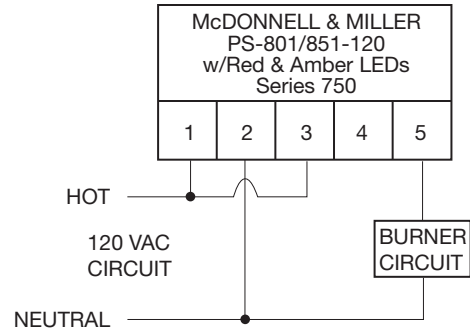 McDONNELL & MILLER
PS-801/851-120
w/Red & Amber LEDs
Series 750
1 2 3 4 5
HOT
120 VAC
CIRCUIT
BURNER
CIRCUIT
NEUTRAL